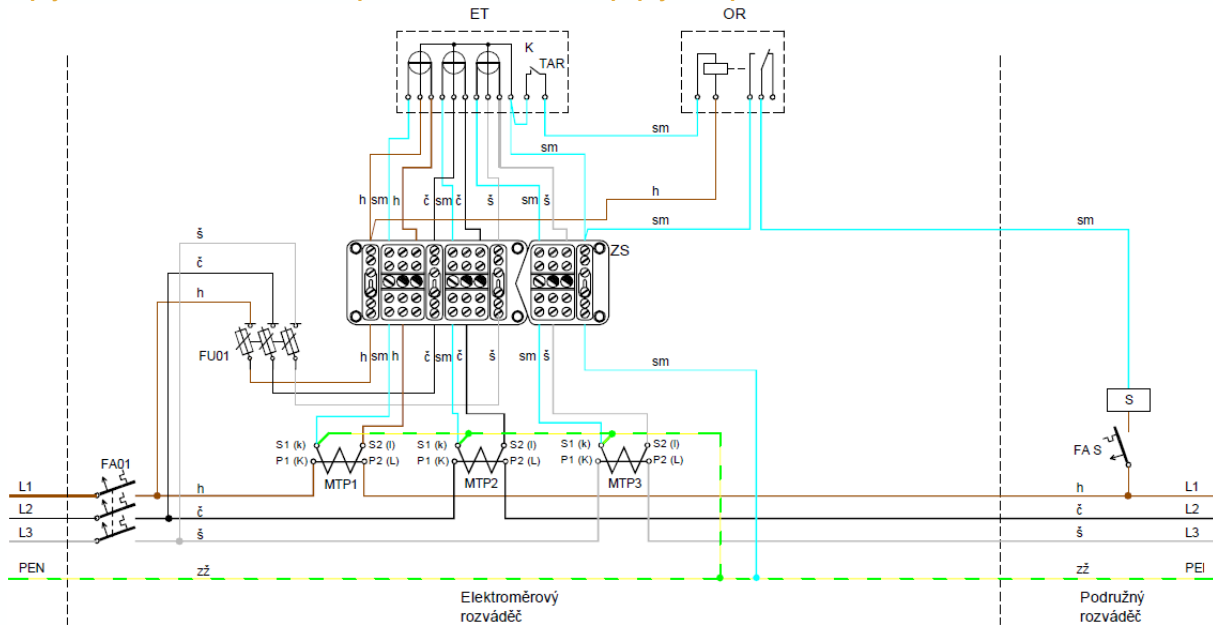 ET OR
K
TAR
sm
sm
h
h sm h č sm č š sm š
sm sm
ZS
š
č
h
FU01
h sm h č sm č š sm š
sm
S
S1 (k) S2 (l) S1 (k) S2 (l) S1 (k) S2 (l)
P1 (K) P2 (L) P1 (K) P2 (L) P1 (K) P2 (L)
FA01 MTP1 MTP2 MTP3 FA S
L1 h h L1
L2 č č L2
L3 š š L3
PEN zž zž PEI
Elektroměrový
rozváděč
Podružný
rozváděč